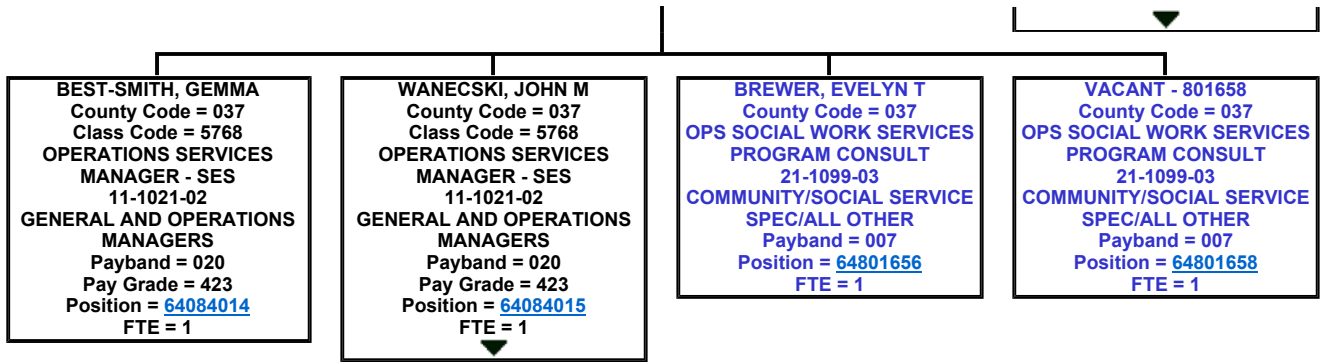 BEST-SMITH, GEMMA
County Code = 037
Class Code = 5768
OPERATIONS SERVICES
MANAGER - SES
11-1021-02
GENERAL AND OPERATIONS
MANAGERS
Payband = 020
Pay Grade = 423
Position = 64084014
FTE = 1
WANECSKI, JOHN M
County Code = 037
Class Code = 5768
OPERATIONS SERVICES
MANAGER - SES
11-1021-02
GENERAL AND OPERATIONS
MANAGERS
Payband = 020
Pay Grade = 423
Position = 64084015
FTE = 1
BREWER, EVELYN T
County Code = 037
OPS SOCIAL WORK SERVICES
PROGRAM CONSULT
21-1099-03
COMMUNITY/SOCIAL SERVICE
SPEC/ALL OTHER
Payband = 007
Position = 64801656
FTE = 1
VACANT - 801658
County Code = 037
OPS SOCIAL WORK SERVICES
PROGRAM CONSULT
21-1099-03
COMMUNITY/SOCIAL SERVICE
SPEC/ALL OTHER
Payband = 007
Position = 64801658
FTE = 1